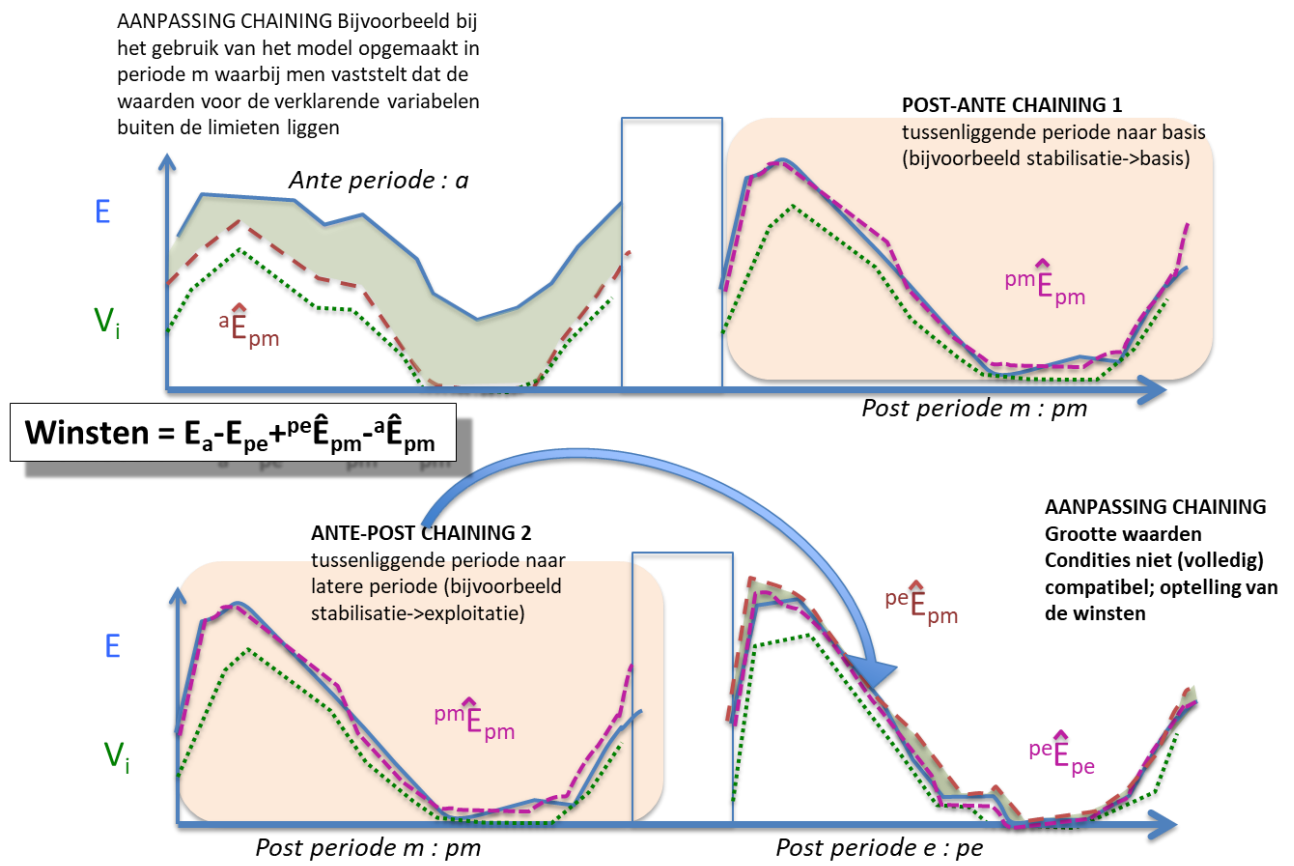 AANPASSING CHAINING Bijvoorbeeld bij
het gebruik van het model opgemaakt in
periode m waarbij men vaststelt dat de
waarden voor de verklarende variabelen
buiten de limieten liggen
POST-ANTE CHAINING 1
tussenliggende periode naar basis
(bijvoorbeeld stabilisatie->basis)
Ante periode : a
E
Vᵢ
ᵃÊpm
ᵖᵐÊpm
Post periode m : pm
Winsten = Eₐ-Epe+ᵖᵉÊpm-ᵃÊpm
ANTE-POST CHAINING 2
tussenliggende periode naar
latere periode (bijvoorbeeld
stabilisatie->exploitatie)
AANPASSING CHAINING
Grootte waarden
Condities niet (volledig)
compatibel; optelling van
de winsten
E
Vᵢ
ᵖᵐÊpm
ᵖᵉÊpm
ᵖᵉÊpe
Post periode m : pm
Post periode e : pe